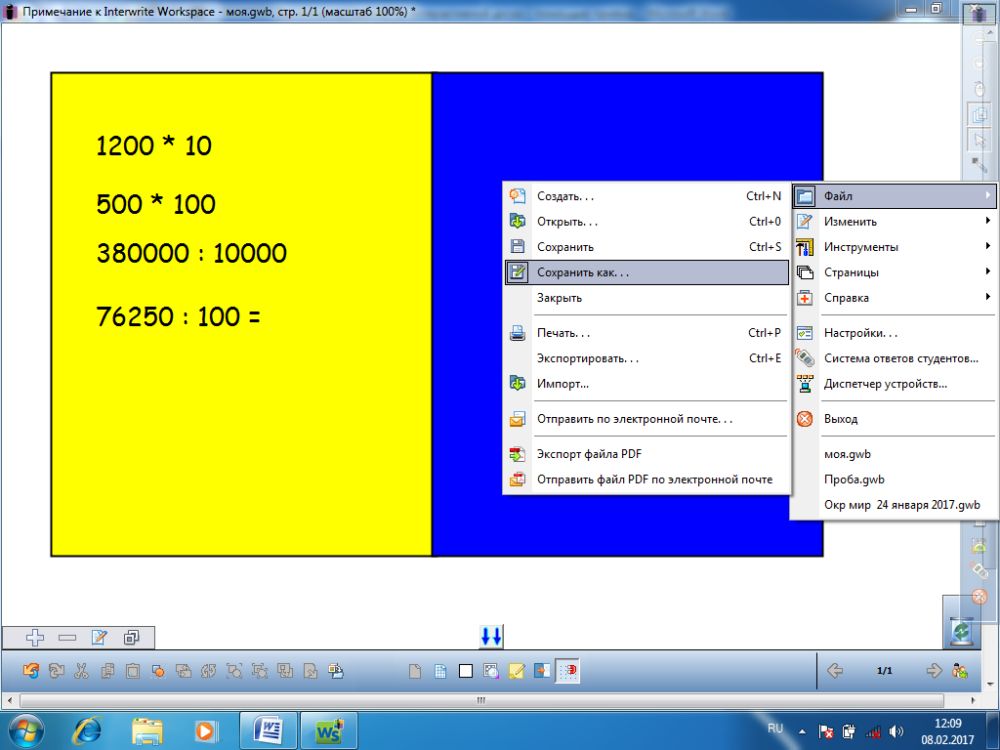 Примечание к Interwrite Workspace - моя.gwb, стр. 1/1 (масштаб 100%) *
1200 * 10
500 * 100
380000 : 10000
76250 : 100 =
Создать. . . Ctrl+N
Открыть. . . Ctrl+0
Сохранить Ctrl+S
Сохранить как. . .
Закрыть
Печать. . . Ctrl+P
Экспортировать. . . Ctrl+E
Импорт...
Отправить по электронной почте. . .
Экспорт файла PDF
Отправить файл PDF по электронной почте
Файл
Изменить
Инструменты
Страницы
Справка
Настройки. . .
Система ответов студентов...
Диспетчер устройств...
Выход
моя.gwb
Проба.gwb
Окр мир 24 января 2017.gwb
1/1
RU
12:09
08.02.2017